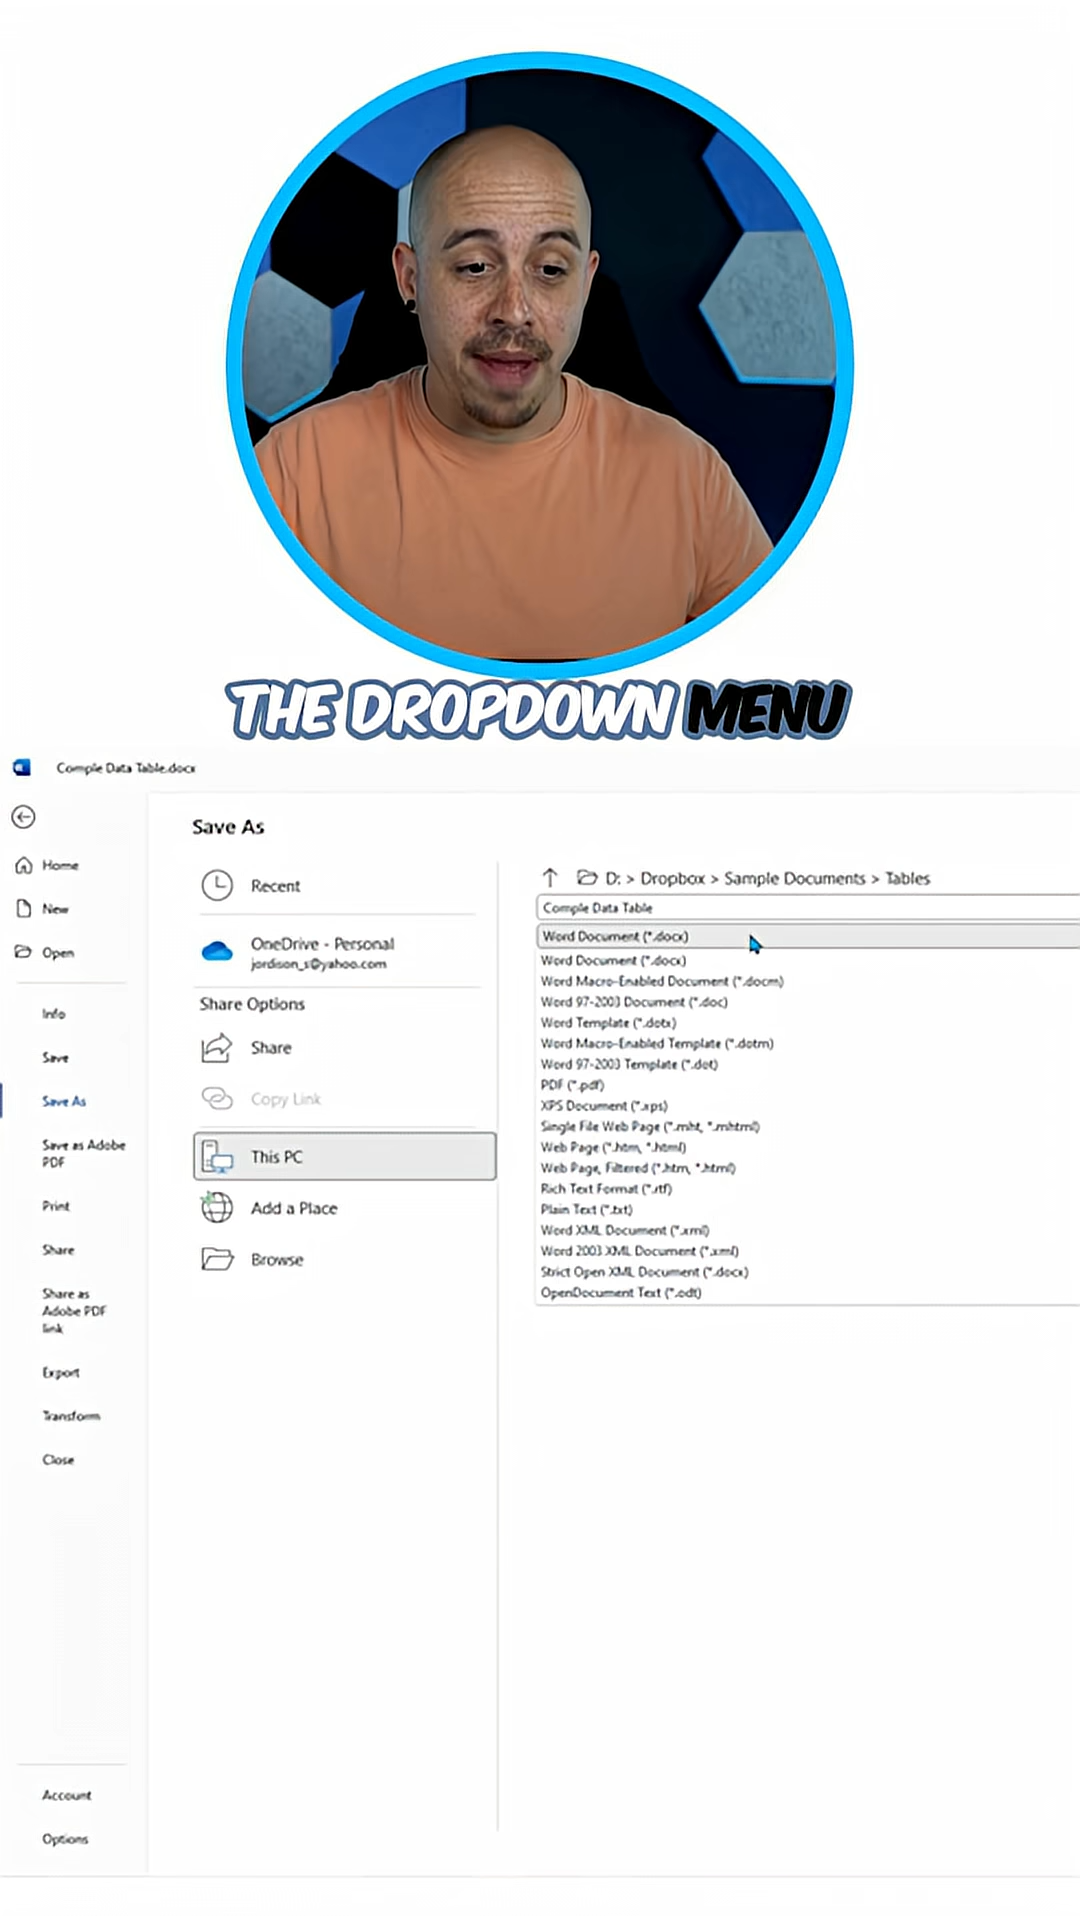 THE DROPDOWN MENU
Comple Data Table.docx
Home
New
Open
Info
Save
Save As
Save as Adobe
PDF
Print
Share
Share as
Adobe PDF
link
Export
Transform
Close
Account
Options
Save As
Recent
OneDrive - Personal
jordison_s@yahoo.com
Share Options
Share
Copy Link
This PC
Add a Place
Browse
D: > Dropbox > Sample Documents > Tables
Comple Data Table
Word Document (*.docx)
Word Document (*.docx)
Word Macro-Enabled Document (*.docm)
Word 97-2003 Document (*.doc)
Word Template (*.dotx)
Word Macro-Enabled Template (*.dotm)
Word 97-2003 Template (*.dot)
PDF (*.pdf)
XPS Document (*.xps)
Single File Web Page (*.mht, *.mhtml)
Web Page (*.htm, *.html)
Web Page, Filtered (*.htm, *.html)
Rich Text Format (*.rtf)
Plain Text (*.txt)
Word XML Document (*.xml)
Word 2003 XML Document (*.xml)
Strict Open XML Document (*.docx)
OpenDocument Text (*.odt)